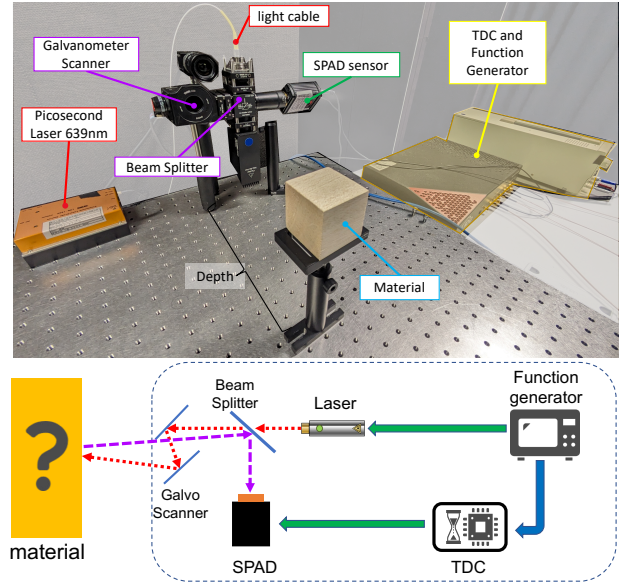 light cable
Galvanometer
Scanner
SPAD sensor
TDC and
Function
Generator
Picosecond
Laser 639nm
Beam Splitter
Depth
Material
Beam
Splitter
Laser
Function
generator
?
Galvo
Scanner
material
SPAD
TDC